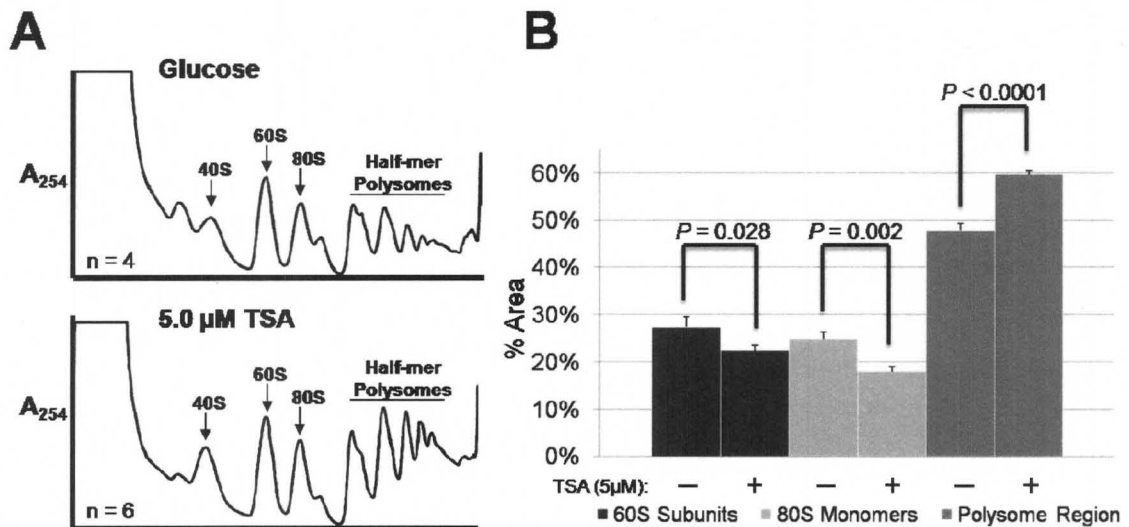 A
Glucose
A254
40S
60S
80S
Half-mer
Polysomes
n = 4
5.0 µM TSA
A254
40S
60S
80S
Half-mer
Polysomes
n = 6
B
P < 0.0001
P = 0.028
P = 0.002
% Area
60%
50%
40%
30%
20%
10%
0%
TSA (5µM): – + – + – +
60S Subunits 80S Monomers Polysome Region